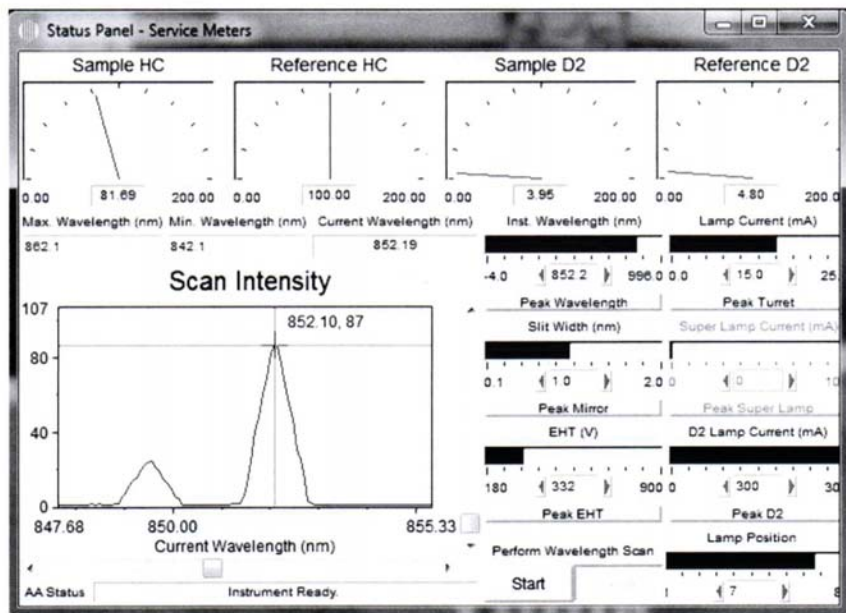 Status Panel - Service Meters
Sample HC Reference HC Sample D2 Reference D2
0.00 81.69 200.00 0.00 100.00 200.00 0.00 3.95 200.00 0.00 4.80 200.0
Max. Wavelength (nm) Min. Wavelength (nm) Current Wavelength (nm) Inst. Wavelength (nm) Lamp Current (mA)
862.1 842.1 852.19
-4.0 852.2 996.0 0.0 15.0 25.
Scan Intensity
Peak Wavelength Peak Turret
107
852.10, 87
Slit Width (nm) Super Lamp Current (mA)
80
0.1 1.0 2.0 0 0 10
Peak Mirror Peak Super Lamp
40
EHT (V) D2 Lamp Current (mA)
180 332 900 0 300 30
0
Peak EHT Peak D2
847.68 850.00 855.33
Current Wavelength (nm)
Lamp Position
Perform Wavelength Scan
Start
7 8
AA Status Instrument Ready.